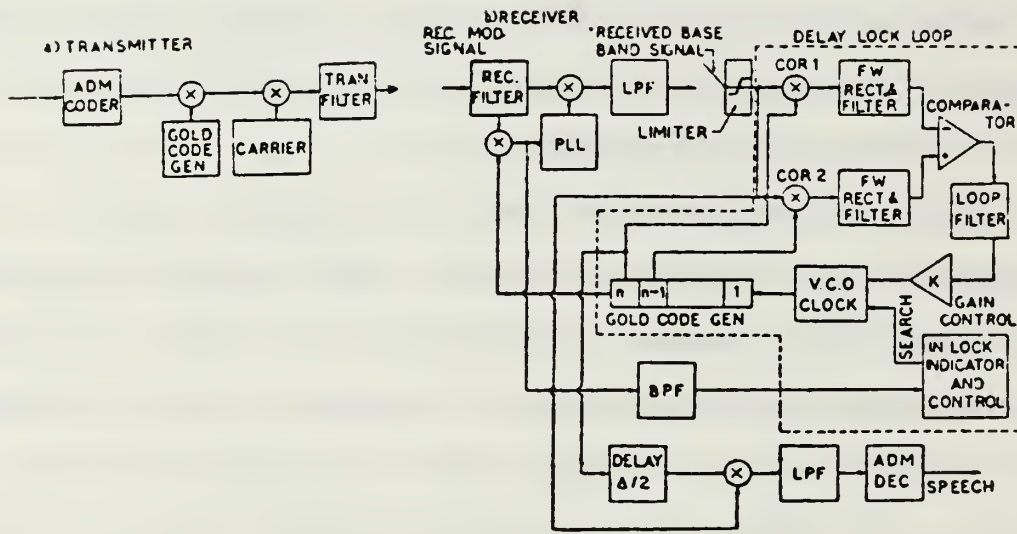 a) TRANSMITTER
ADM
CODER
GOLD
CODE
GEN
CARRIER
TRAN
FILTER
b) RECEIVER
REC. MOD.
SIGNAL
REC.
FILTER
PLL
LPF
RECEIVED BASE
BAND SIGNAL
LIMITER
DELAY LOCK LOOP
COR 1
FW
RECT &
FILTER
COMPARA-
TOR
-
+
COR 2
FW
RECT &
FILTER
LOOP
FILTER
n
n-1
1
GOLD CODE GEN
V.C.O
CLOCK
K
GAIN
CONTROL
SEARCH
IN LOCK
INDICATOR
AND
CONTROL
BPF
DELAY
Δ/2
LPF
ADM
DEC
SPEECH